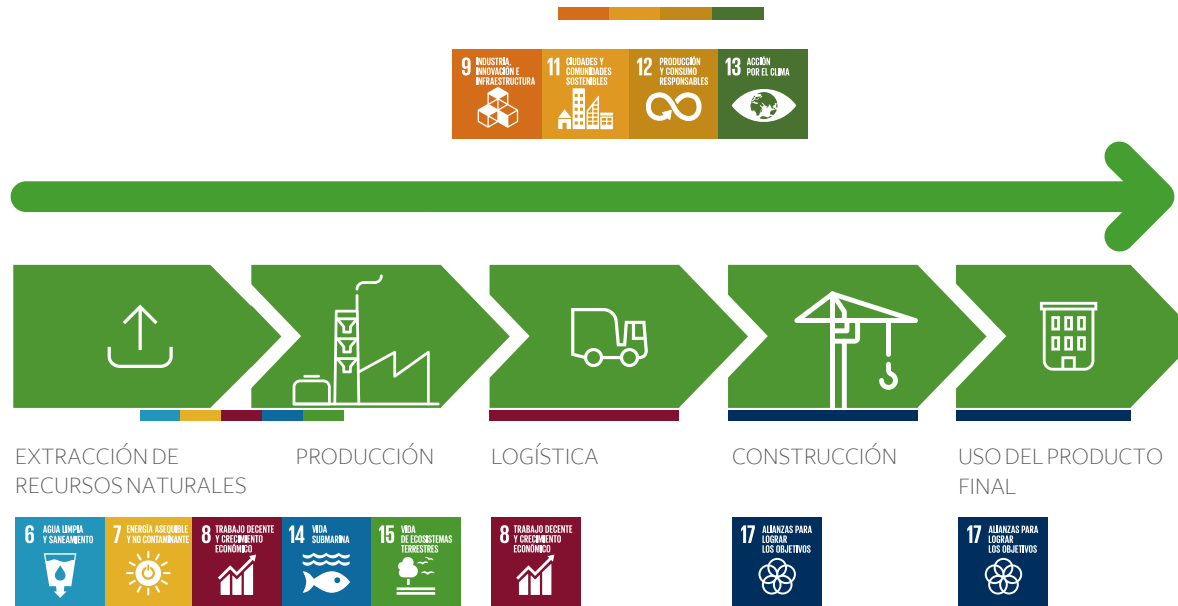 9 INDUSTRIA,
INNOVACIÓN E
INFRAESTRUCTURA
11 CIUDADES Y
COMUNIDADES
SOSTENIBLES
12 PRODUCCIÓN
Y CONSUMO
RESPONSABLES
13 ACCIÓN
POR EL CLIMA
EXTRACCIÓN DE
RECURSOS NATURALES
PRODUCCIÓN
LOGÍSTICA
CONSTRUCCIÓN
USO DEL PRODUCTO
FINAL
6 AGUA LIMPIA
Y SANEAMIENTO
7 ENERGÍA ASEQUIBLE
Y NO CONTAMINANTE
8 TRABAJO DECENTE
Y CRECIMIENTO
ECONÓMICO
14 VIDA
SUBMARINA
15 VIDA
DE ECOSISTEMAS
TERRESTRES
8 TRABAJO DECENTE
Y CRECIMIENTO
ECONÓMICO
17 ALIANZAS PARA
LOGRAR
LOS OBJETIVOS
17 ALIANZAS PARA
LOGRAR
LOS OBJETIVOS